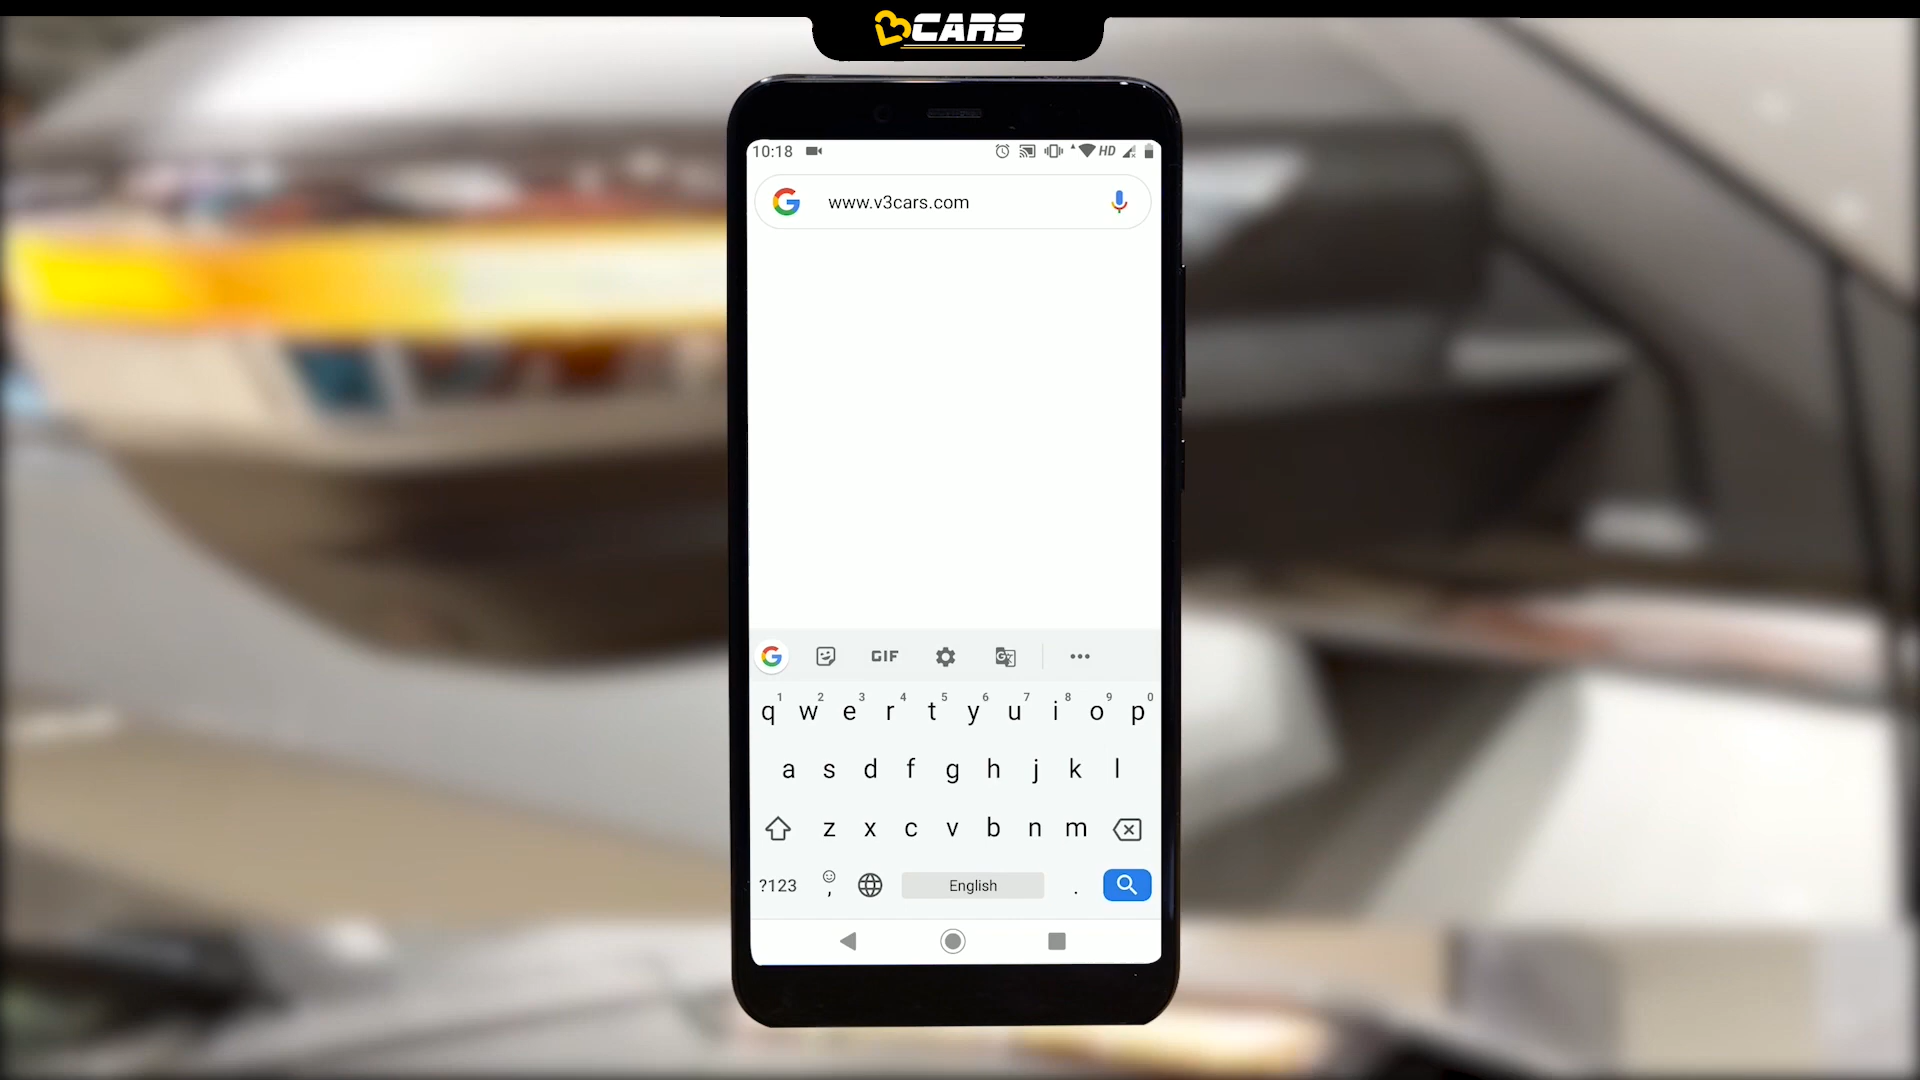 CARS
10:18 HD
G www.v3cars.com
G GIF G
1 2 3 4 5 6 7 8 9 0
q w e r t y u i o p
a s d f g h j k l
z x c v b n m
?123 , English .